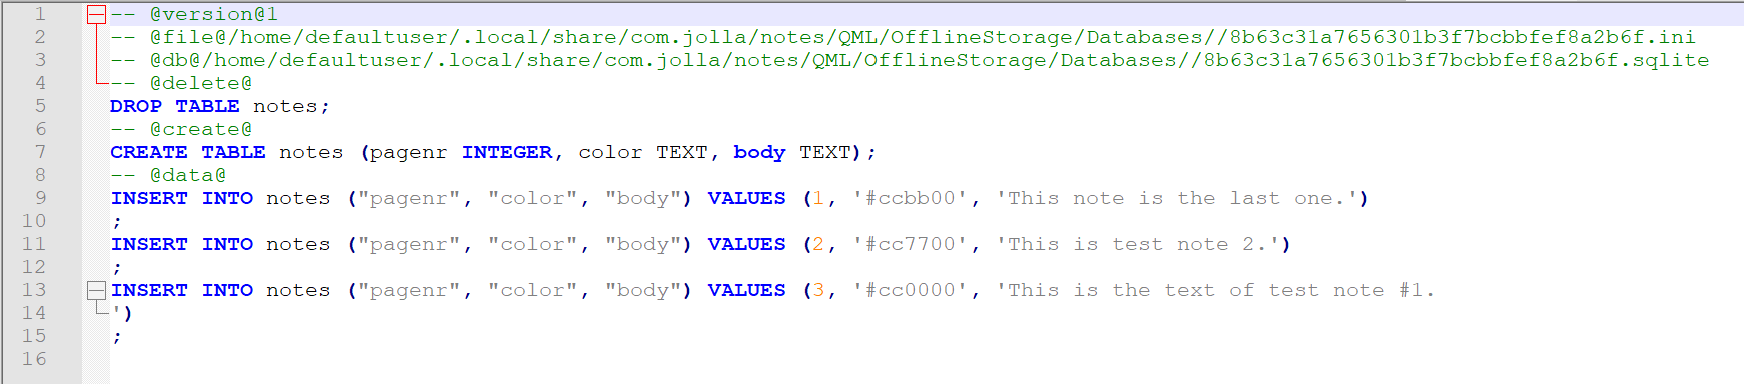 1 -- @version@1
2 -- @file@/home/defaultuser/.local/share/com.jolla/notes/QML/OfflineStorage/Databases//8b63c31a7656301b3f7bcbbfef8a2b6f.ini
3 -- @db@/home/defaultuser/.local/share/com.jolla/notes/QML/OfflineStorage/Databases//8b63c31a7656301b3f7bcbbfef8a2b6f.sqlite
4 -- @delete@
5 DROP TABLE notes;
6 -- @create@
7 CREATE TABLE notes (pagenr INTEGER, color TEXT, body TEXT);
8 -- @data@
9 INSERT INTO notes ("pagenr", "color", "body") VALUES (1, '#ccbb00', 'This note is the last one.')
10 ;
11 INSERT INTO notes ("pagenr", "color", "body") VALUES (2, '#cc7700', 'This is test note 2.')
12 ;
13 INSERT INTO notes ("pagenr", "color", "body") VALUES (3, '#cc0000', 'This is the text of test note #1.
14 ')
15 ;
16